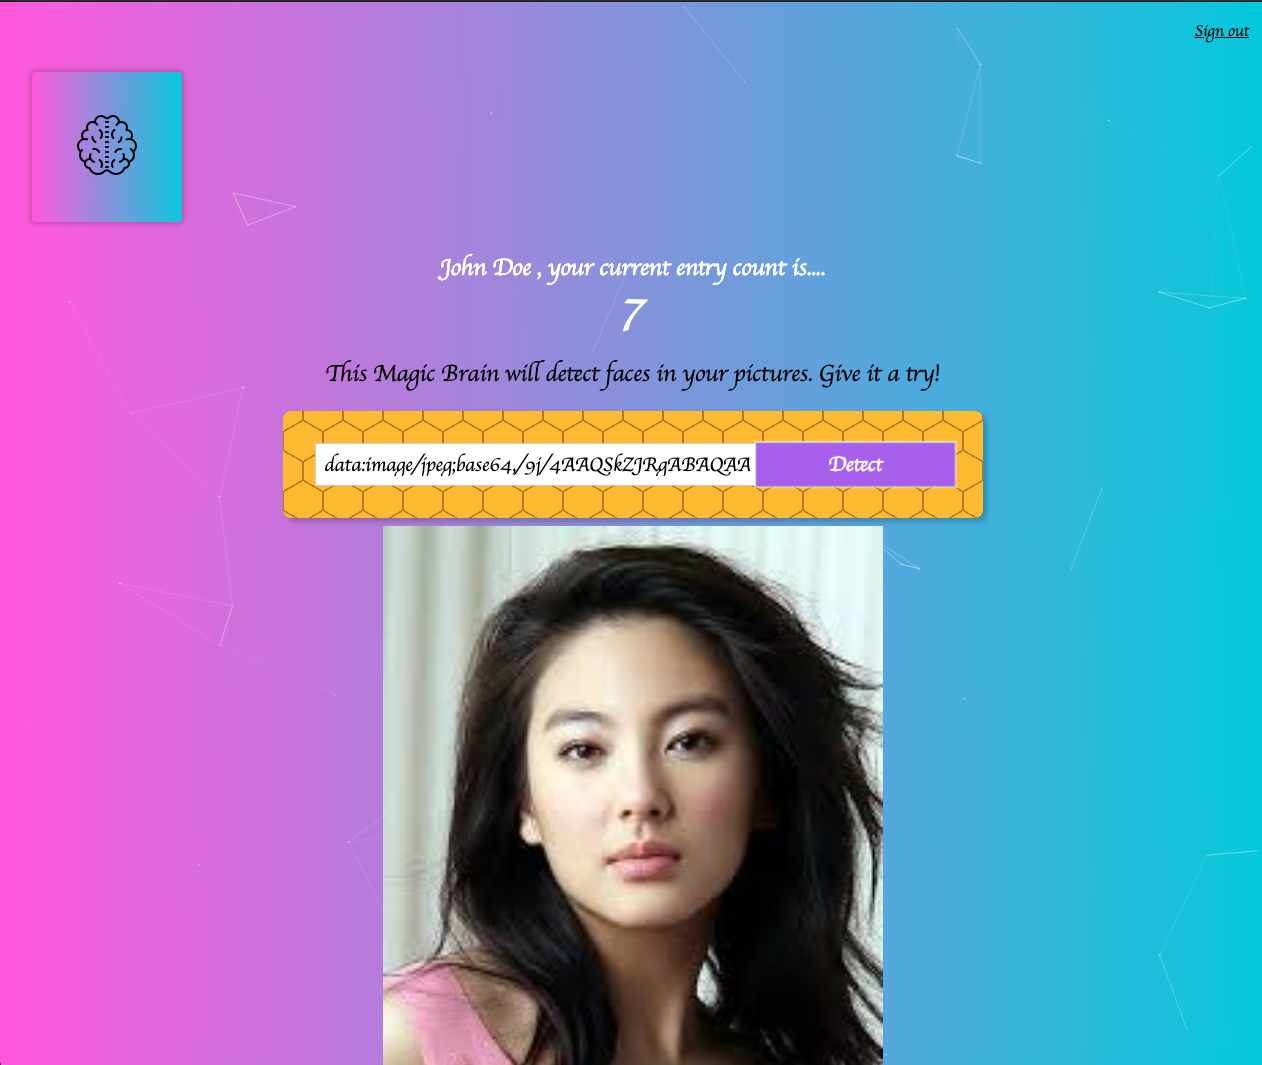 Sign out
John Doe , your current entry count is....
7
This Magic Brain will detect faces in your pictures. Give it a try!
data:image/jpeg;base64,/9j/4AAQSkZJRgABAQAA
Detect